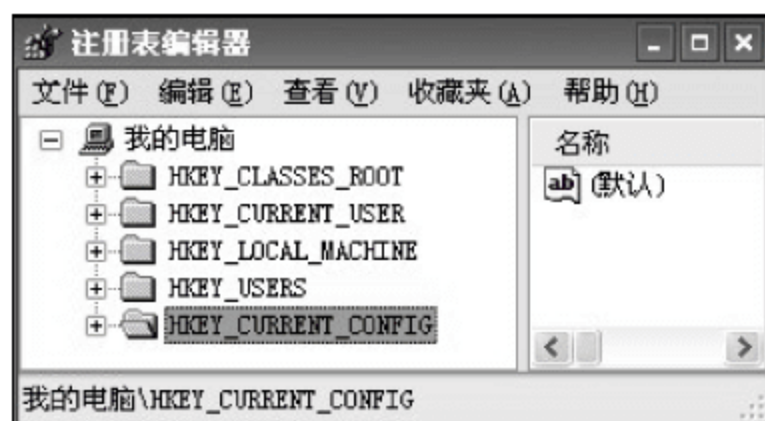 注册表编辑器
文件(F) 编辑(E) 查看(V) 收藏夹(A) 帮助(H)
我的电脑
HKEY_CLASSES_ROOT
HKEY_CURRENT_USER
HKEY_LOCAL_MACHINE
HKEY_USERS
HKEY_CURRENT_CONFIG
名称
ab (默认)
我的电脑\HKEY_CURRENT_CONFIG